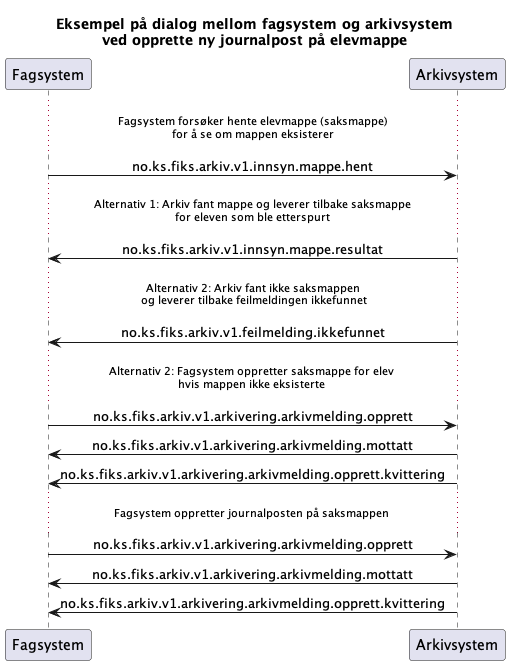 Eksempel på dialog mellom fagsystem og arkivsystem
ved opprette ny journalpost på elevmappe
Fagsystem
Arkivsystem
Fagsystem forsøker hente elevmappe (saksmappe)
for å se om mappen eksisterer
no.ks.fiks.arkiv.v1.innsyn.mappe.hent
Alternativ 1: Arkiv fant mappe og leverer tilbake saksmappe
for eleven som ble etterspurt
no.ks.fiks.arkiv.v1.innsyn.mappe.resultat
Alternativ 2: Arkiv fant ikke saksmappen
og leverer tilbake feilmeldingen ikkefunnet
no.ks.fiks.arkiv.v1.feilmelding.ikkefunnet
Alternativ 2: Fagsystem oppretter saksmappe for elev
hvis mappen ikke eksisterte
no.ks.fiks.arkiv.v1.arkivering.arkivmelding.opprett
no.ks.fiks.arkiv.v1.arkivering.arkivmelding.mottatt
no.ks.fiks.arkiv.v1.arkivering.arkivmelding.opprett.kvittering
Fagsystem oppretter journalposten på saksmappen
no.ks.fiks.arkiv.v1.arkivering.arkivmelding.opprett
no.ks.fiks.arkiv.v1.arkivering.arkivmelding.mottatt
no.ks.fiks.arkiv.v1.arkivering.arkivmelding.opprett.kvittering
Fagsystem
Arkivsystem